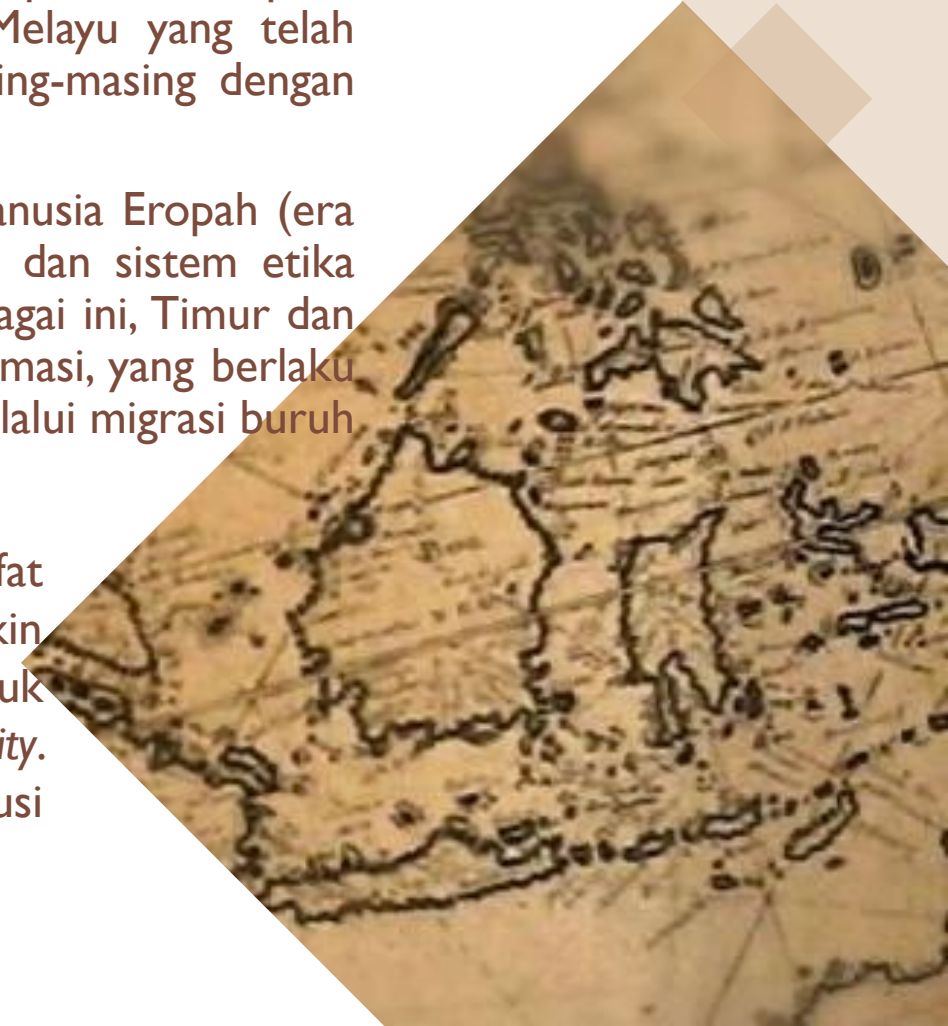 Melayu yang telah
ing-masing dengan
anusia Eropah (era
dan sistem etika
agai ini, Timur dan
masi, yang berlaku
lalui migrasi buruh
fat
kin
uk
ity.
usi